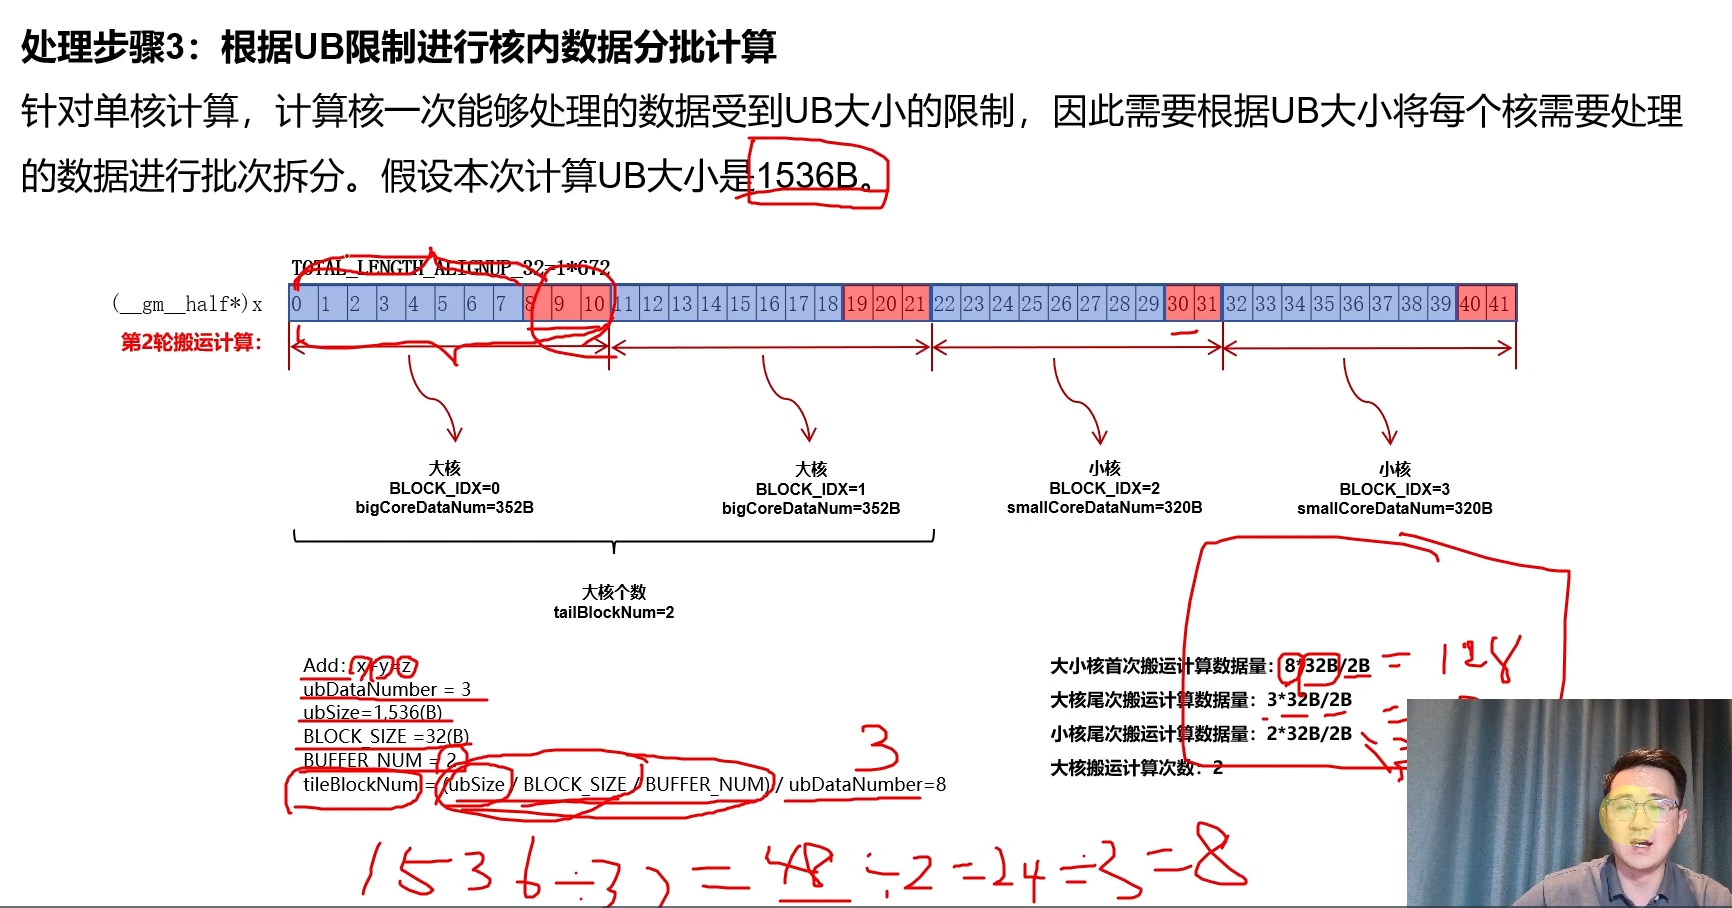 处理步骤3：根据UB限制进行核内数据分批计算
针对单核计算，计算核一次能够处理的数据受到UB大小的限制，因此需要根据UB大小将每个核需要处理
的数据进行批次拆分。假设本次计算UB大小是1536B。
TOTAL_LENGTH_ALIGNUP_32=1*672
(__gm__half*)x 0 1 2 3 4 5 6 7 8 9 10 11 12 13 14 15 16 17 18 19 20 21 22 23 24 25 26 27 28 29 30 31 32 33 34 35 36 37 38 39 40 41
第2轮搬运计算：
大核 大核 小核 小核
BLOCK_IDX=0 BLOCK_IDX=1 BLOCK_IDX=2 BLOCK_IDX=3
bigCoreDataNum=352B bigCoreDataNum=352B smallCoreDataNum=320B smallCoreDataNum=320B
大核个数
tailBlockNum=2
Add：(x+y=z)
ubDataNumber = 3
ubSize=1,536(B)
BLOCK_SIZE =32(B)
BUFFER_NUM = 2
tileBlockNum = (ubSize / BLOCK_SIZE / BUFFER_NUM) / ubDataNumber=8
3
大小核首次搬运计算数据量：8*32B/2B = 128
大核尾次搬运计算数据量：3*32B/2B =
小核尾次搬运计算数据量：2*32B/2B
大核搬运计算次数：2
1536÷32=48÷2=24÷3=8